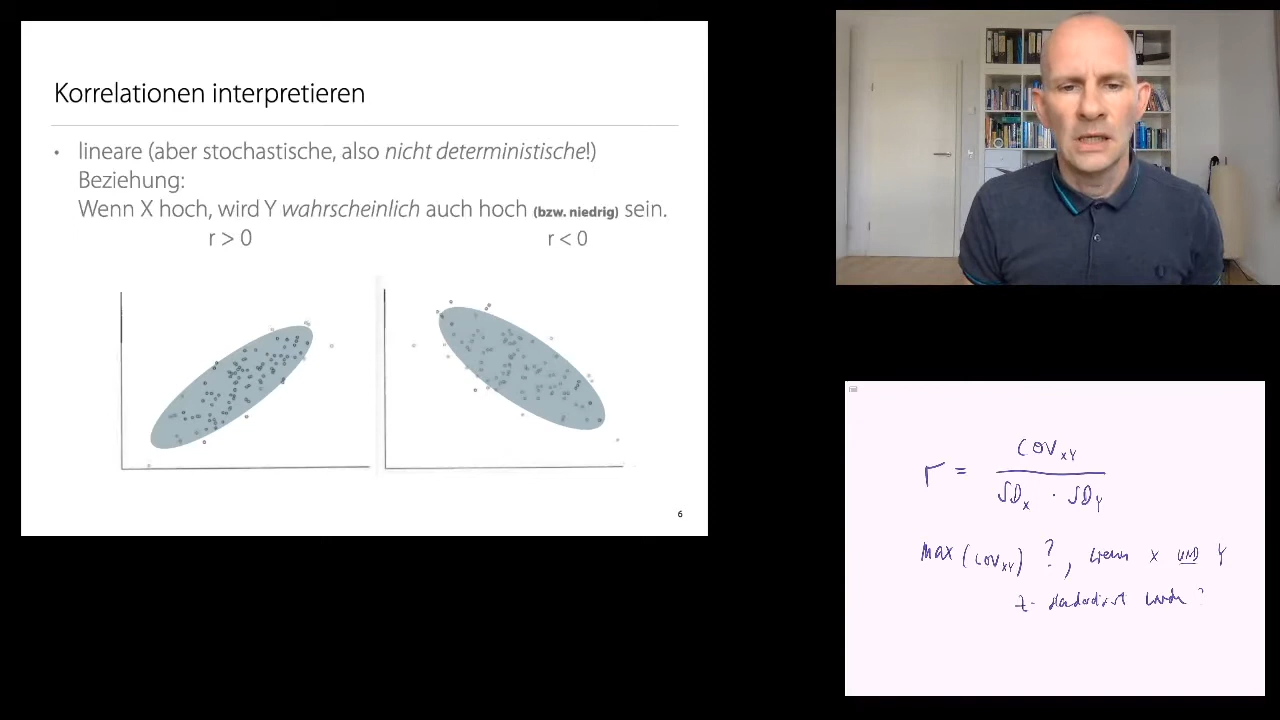 Korrelationen interpretieren
• lineare (aber stochastische, also nicht deterministische!)
Beziehung:
Wenn X hoch, wird Y wahrscheinlich auch hoch (bzw. niedrig) sein.
r > 0
r < 0
6
r = COV_XY / SD_X · SD_Y
max (COV_XY) ?, wenn X UND Y
z-standardisiert wurde?